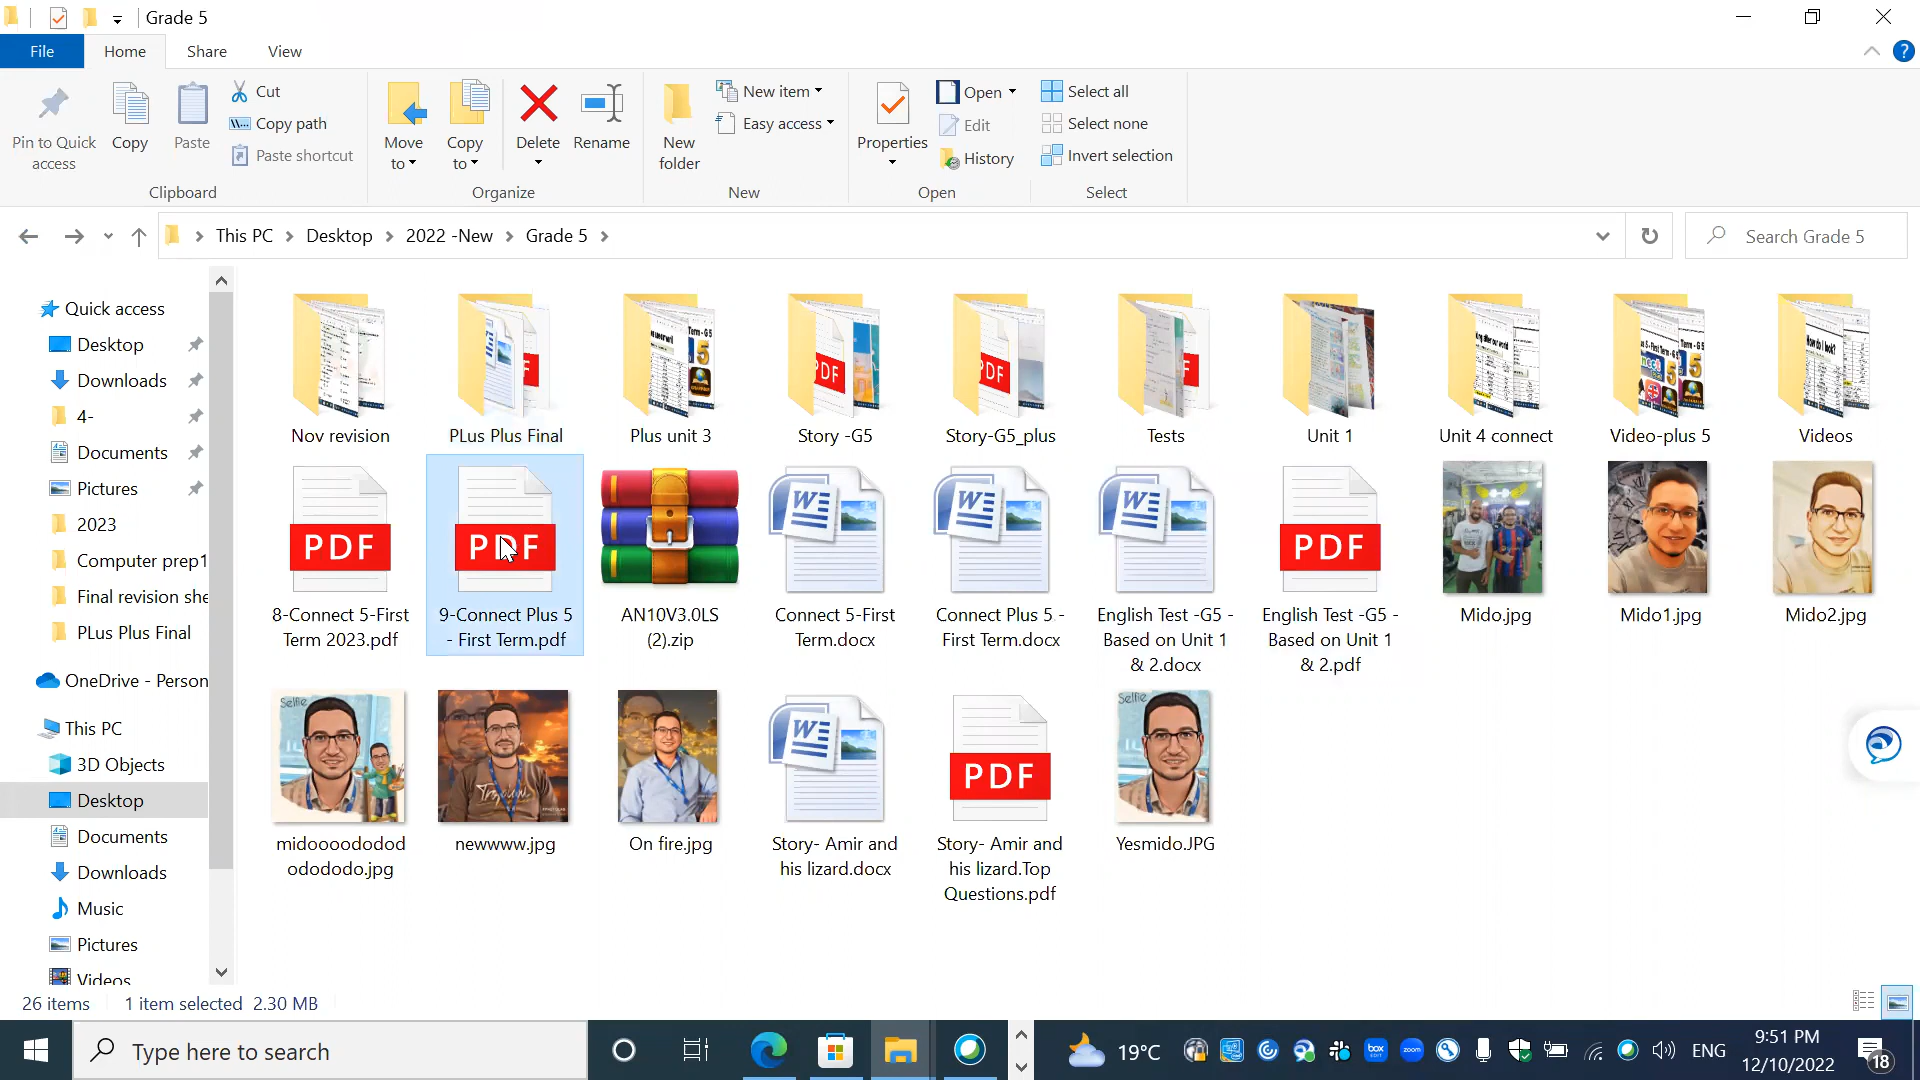 Grade 5
File
Home
Share
View
Pin to Quick
access
Copy
Paste
Cut
Copy path
Paste shortcut
Clipboard
Move
to
Copy
to
Delete
Rename
Organize
New
folder
New item
Easy access
New
Properties
Open
Edit
History
Open
Select all
Select none
Invert selection
Select
This PC
Desktop
2022 -New
Grade 5
Search Grade 5
Quick access
Desktop
Downloads
4-
Documents
Pictures
2023
Computer prep1
Final revision she
PLus Plus Final
OneDrive - Person
This PC
3D Objects
Desktop
Documents
Downloads
Music
Pictures
Videos
Nov revision
PLus Plus Final
Plus unit 3
Story -G5
Story-G5_plus
Tests
Unit 1
Unit 4 connect
Video-plus 5
Videos
PDF
8-Connect 5-First
Term 2023.pdf
PDF
9-Connect Plus 5
- First Term.pdf
AN10V3.0LS
(2).zip
Connect 5-First
Term.docx
Connect Plus 5 -
First Term.docx
English Test -G5 -
Based on Unit 1
& 2.docx
PDF
English Test -G5 -
Based on Unit 1
& 2.pdf
Mido.jpg
Mido1.jpg
Mido2.jpg
Selfie
midoooodod​od
odododo.jpg
newwww.jpg
On fire.jpg
Story- Amir and
his lizard.docx
PDF
Story- Amir and
his lizard.Top
Questions.pdf
Selfie
Yesmido.JPG
26 items
1 item selected 2.30 MB
Type here to search
19°C
ENG
9:51 PM
12/10/2022
18